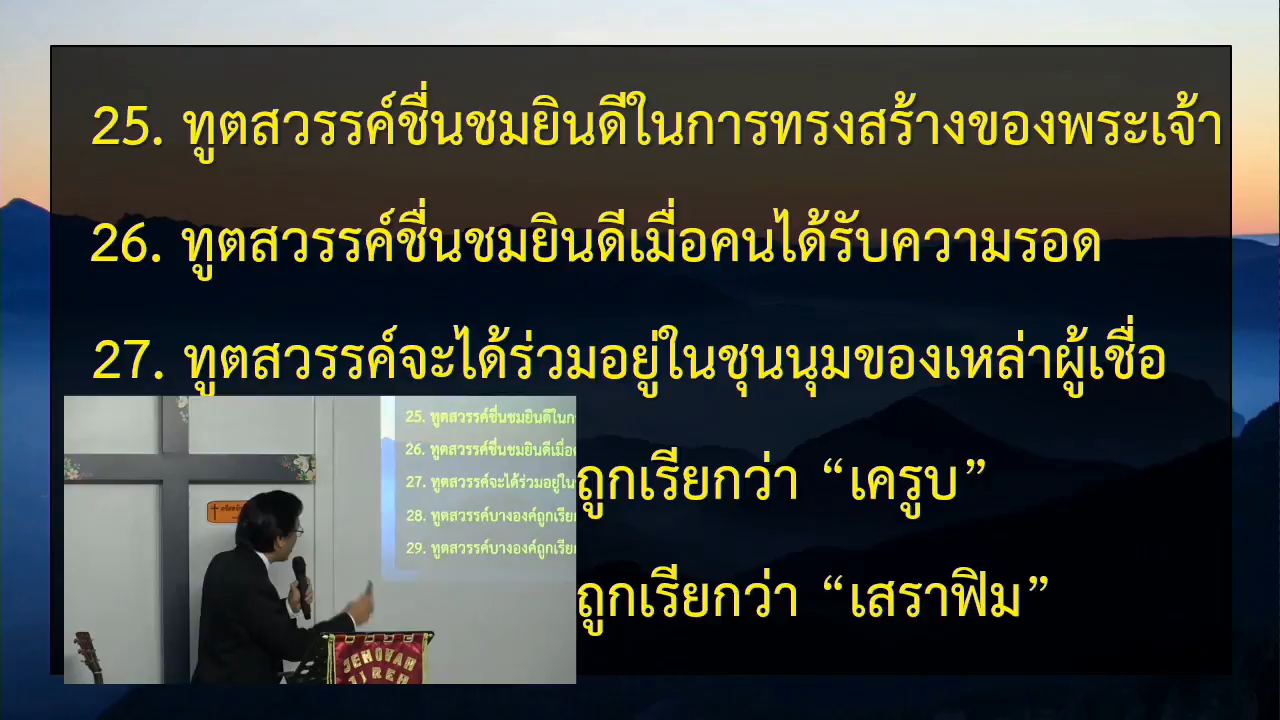 25. ทูตสวรรค์ชื่นชมยินดีในการทรงสร้างของพระเจ้า
26. ทูตสวรรค์ชื่นชมยินดีเมื่อคนได้รับความรอด
27. ทูตสวรรค์จะได้ร่วมอยู่ในชุนนุมของเหล่าผู้เชื่อ
ถูกเรียกว่า “เครูบ”
ถูกเรียกว่า “เสราฟิม”
25. ทูตสวรรค์ชื่นชมยินดีในกา
26. ทูตสวรรค์ชื่นชมยินดีเมื่อ
27. ทูตสวรรค์จะได้ร่วมอยู่ใน
28. ทูตสวรรค์บางองค์ถูกเรีย
29. ทูตสวรรค์บางองค์ถูกเรีย
JEHOVAH
JIREH